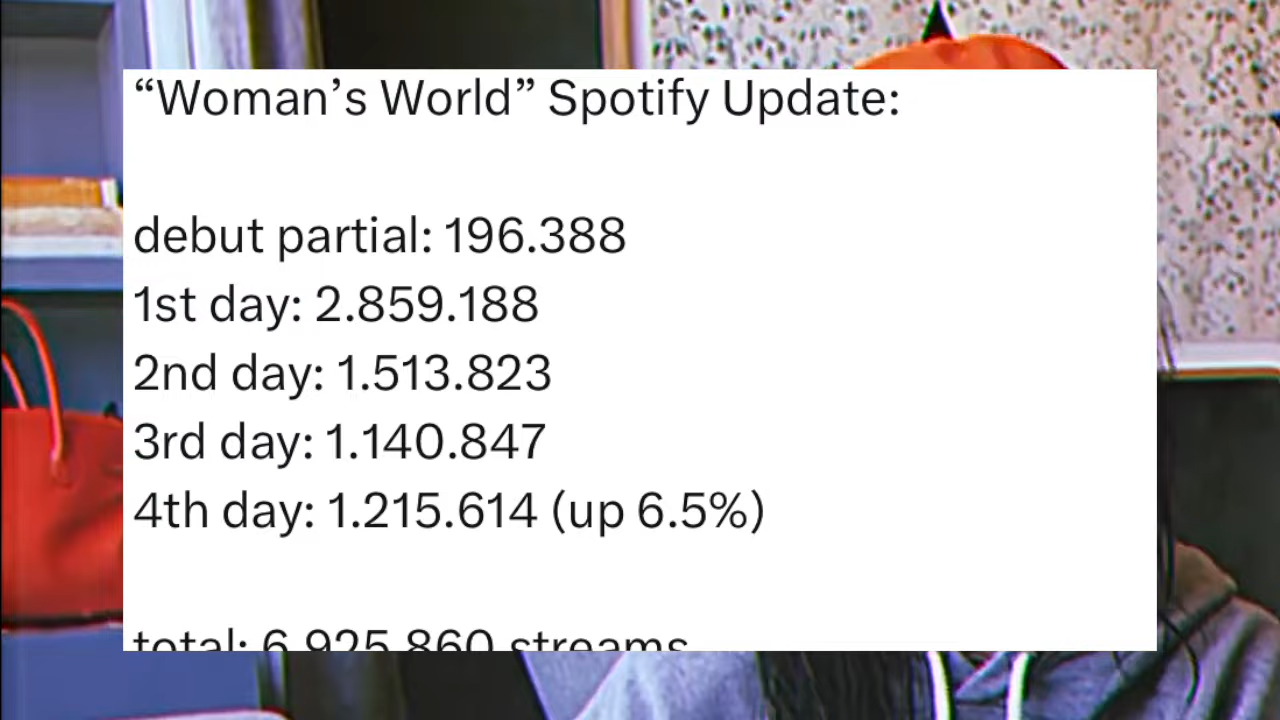 “Woman’s World” Spotify Update:
debut partial: 196.388
1st day: 2.859.188
2nd day: 1.513.823
3rd day: 1.140.847
4th day: 1.215.614 (up 6.5%)
total: 6.925.860 streams